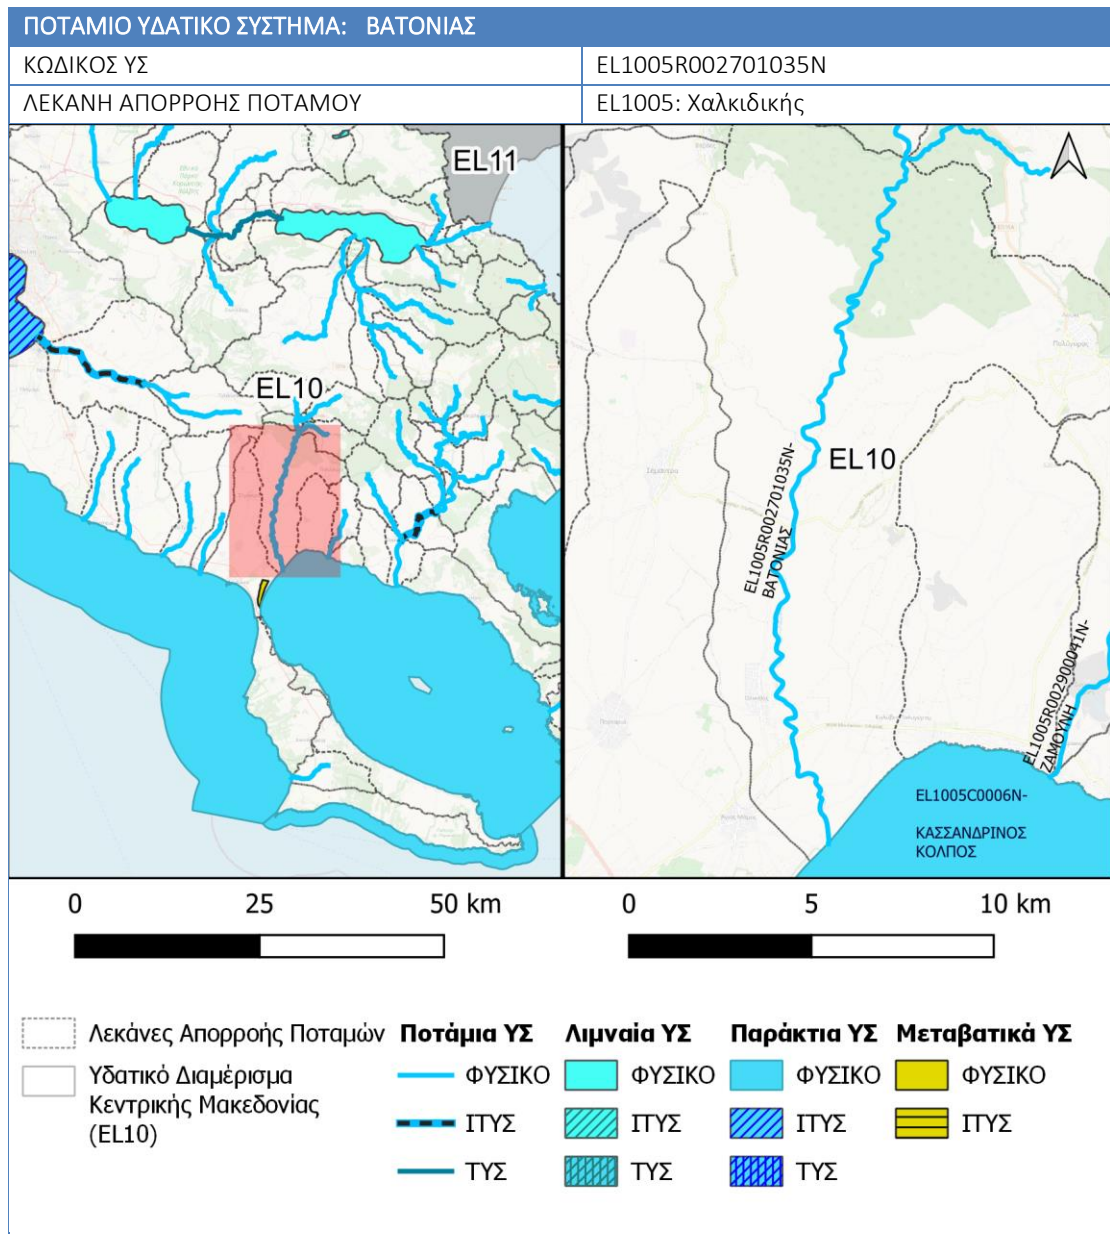 ΠΟΤΑΜΙΟ ΥΔΑΤΙΚΟ ΣΥΣΤΗΜΑ: ΒΑΤΟΝΙΑΣ
ΚΩΔΙΚΟΣ ΥΣ EL1005R002701035N
ΛΕΚΑΝΗ ΑΠΟΡΡΟΗΣ ΠΟΤΑΜΟΥ EL1005: Χαλκιδικής
EL11
EL10
EL10
EL1005R002701035N-
ΒΑΤΟΝΙΑΣ
EL1005R002900041N-
ΖΑΜΟΥΝΗ
EL1005C0006N-
ΚΑΣΣΑΝΔΡΙΝΟΣ
ΚΟΛΠΟΣ
0 25 50 km
0 5 10 km
Λεκάνες Απορροής Ποταμών
Υδατικό Διαμέρισμα
Κεντρικής Μακεδονίας
(EL10)
Ποτάμια ΥΣ
ΦΥΣΙΚΟ
ΙΤΥΣ
ΤΥΣ
Λιμναία ΥΣ
ΦΥΣΙΚΟ
ΙΤΥΣ
ΤΥΣ
Παράκτια ΥΣ
ΦΥΣΙΚΟ
ΙΤΥΣ
ΤΥΣ
Μεταβατικά ΥΣ
ΦΥΣΙΚΟ
ΙΤΥΣ